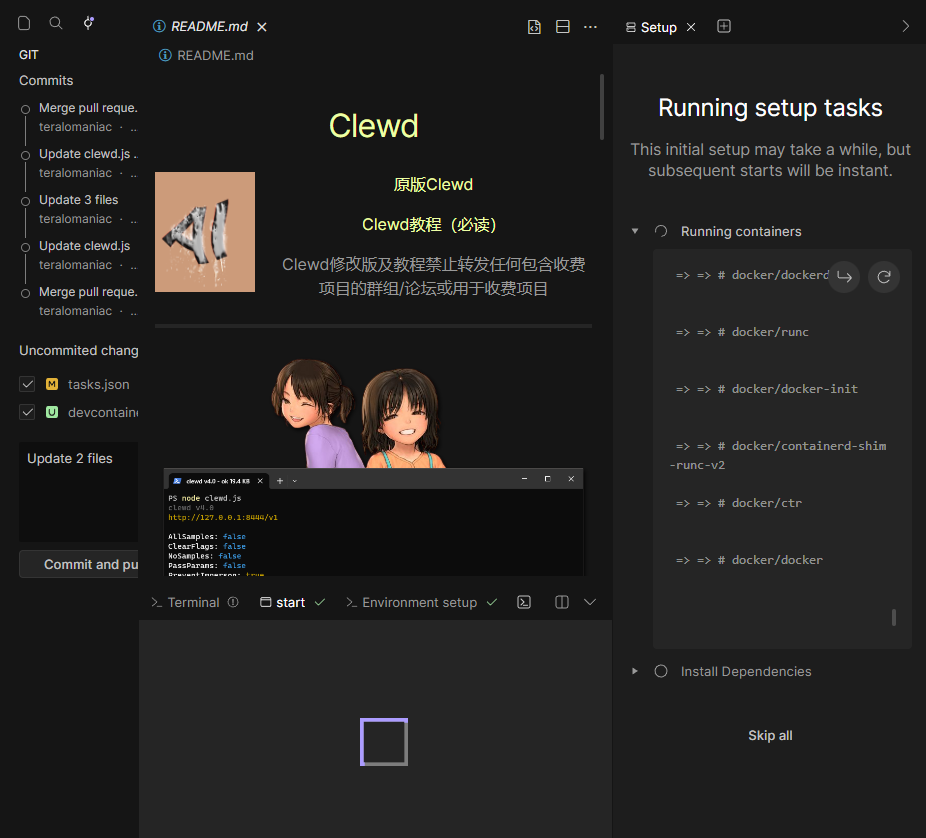 GIT
Commits
Merge pull reque.
teralomaniac · ..
Update clewd.js ..
teralomaniac · ..
Update 3 files
teralomaniac · ..
Update clewd.js
teralomaniac · ..
Merge pull reque.
teralomaniac · ..
Uncommited chang
M tasks.json
U devcontaine
Update 2 files
Commit and pu
README.md
README.md
Clewd
AI
原版Clewd
Clewd教程（必读）
Clewd修改版及教程禁止转发任何包含收费
项目的群组/论坛或用于收费项目
clewd v4.0 - ok 19.4 KB
PS node clewd.js
clewd v4.0
http://127.0.0.1:8444/v1
AllSamples: false
ClearFlags: false
NoSamples: false
PassParams: false
PreventImperson: true
Terminal
start
Environment setup
Setup
Running setup tasks
This initial setup may take a while, but
subsequent starts will be instant.
Running containers
=> => # docker/dockerd
=> => # docker/runc
=> => # docker/docker-init
=> => # docker/containerd-shim
-runc-v2
=> => # docker/ctr
=> => # docker/docker
Install Dependencies
Skip all